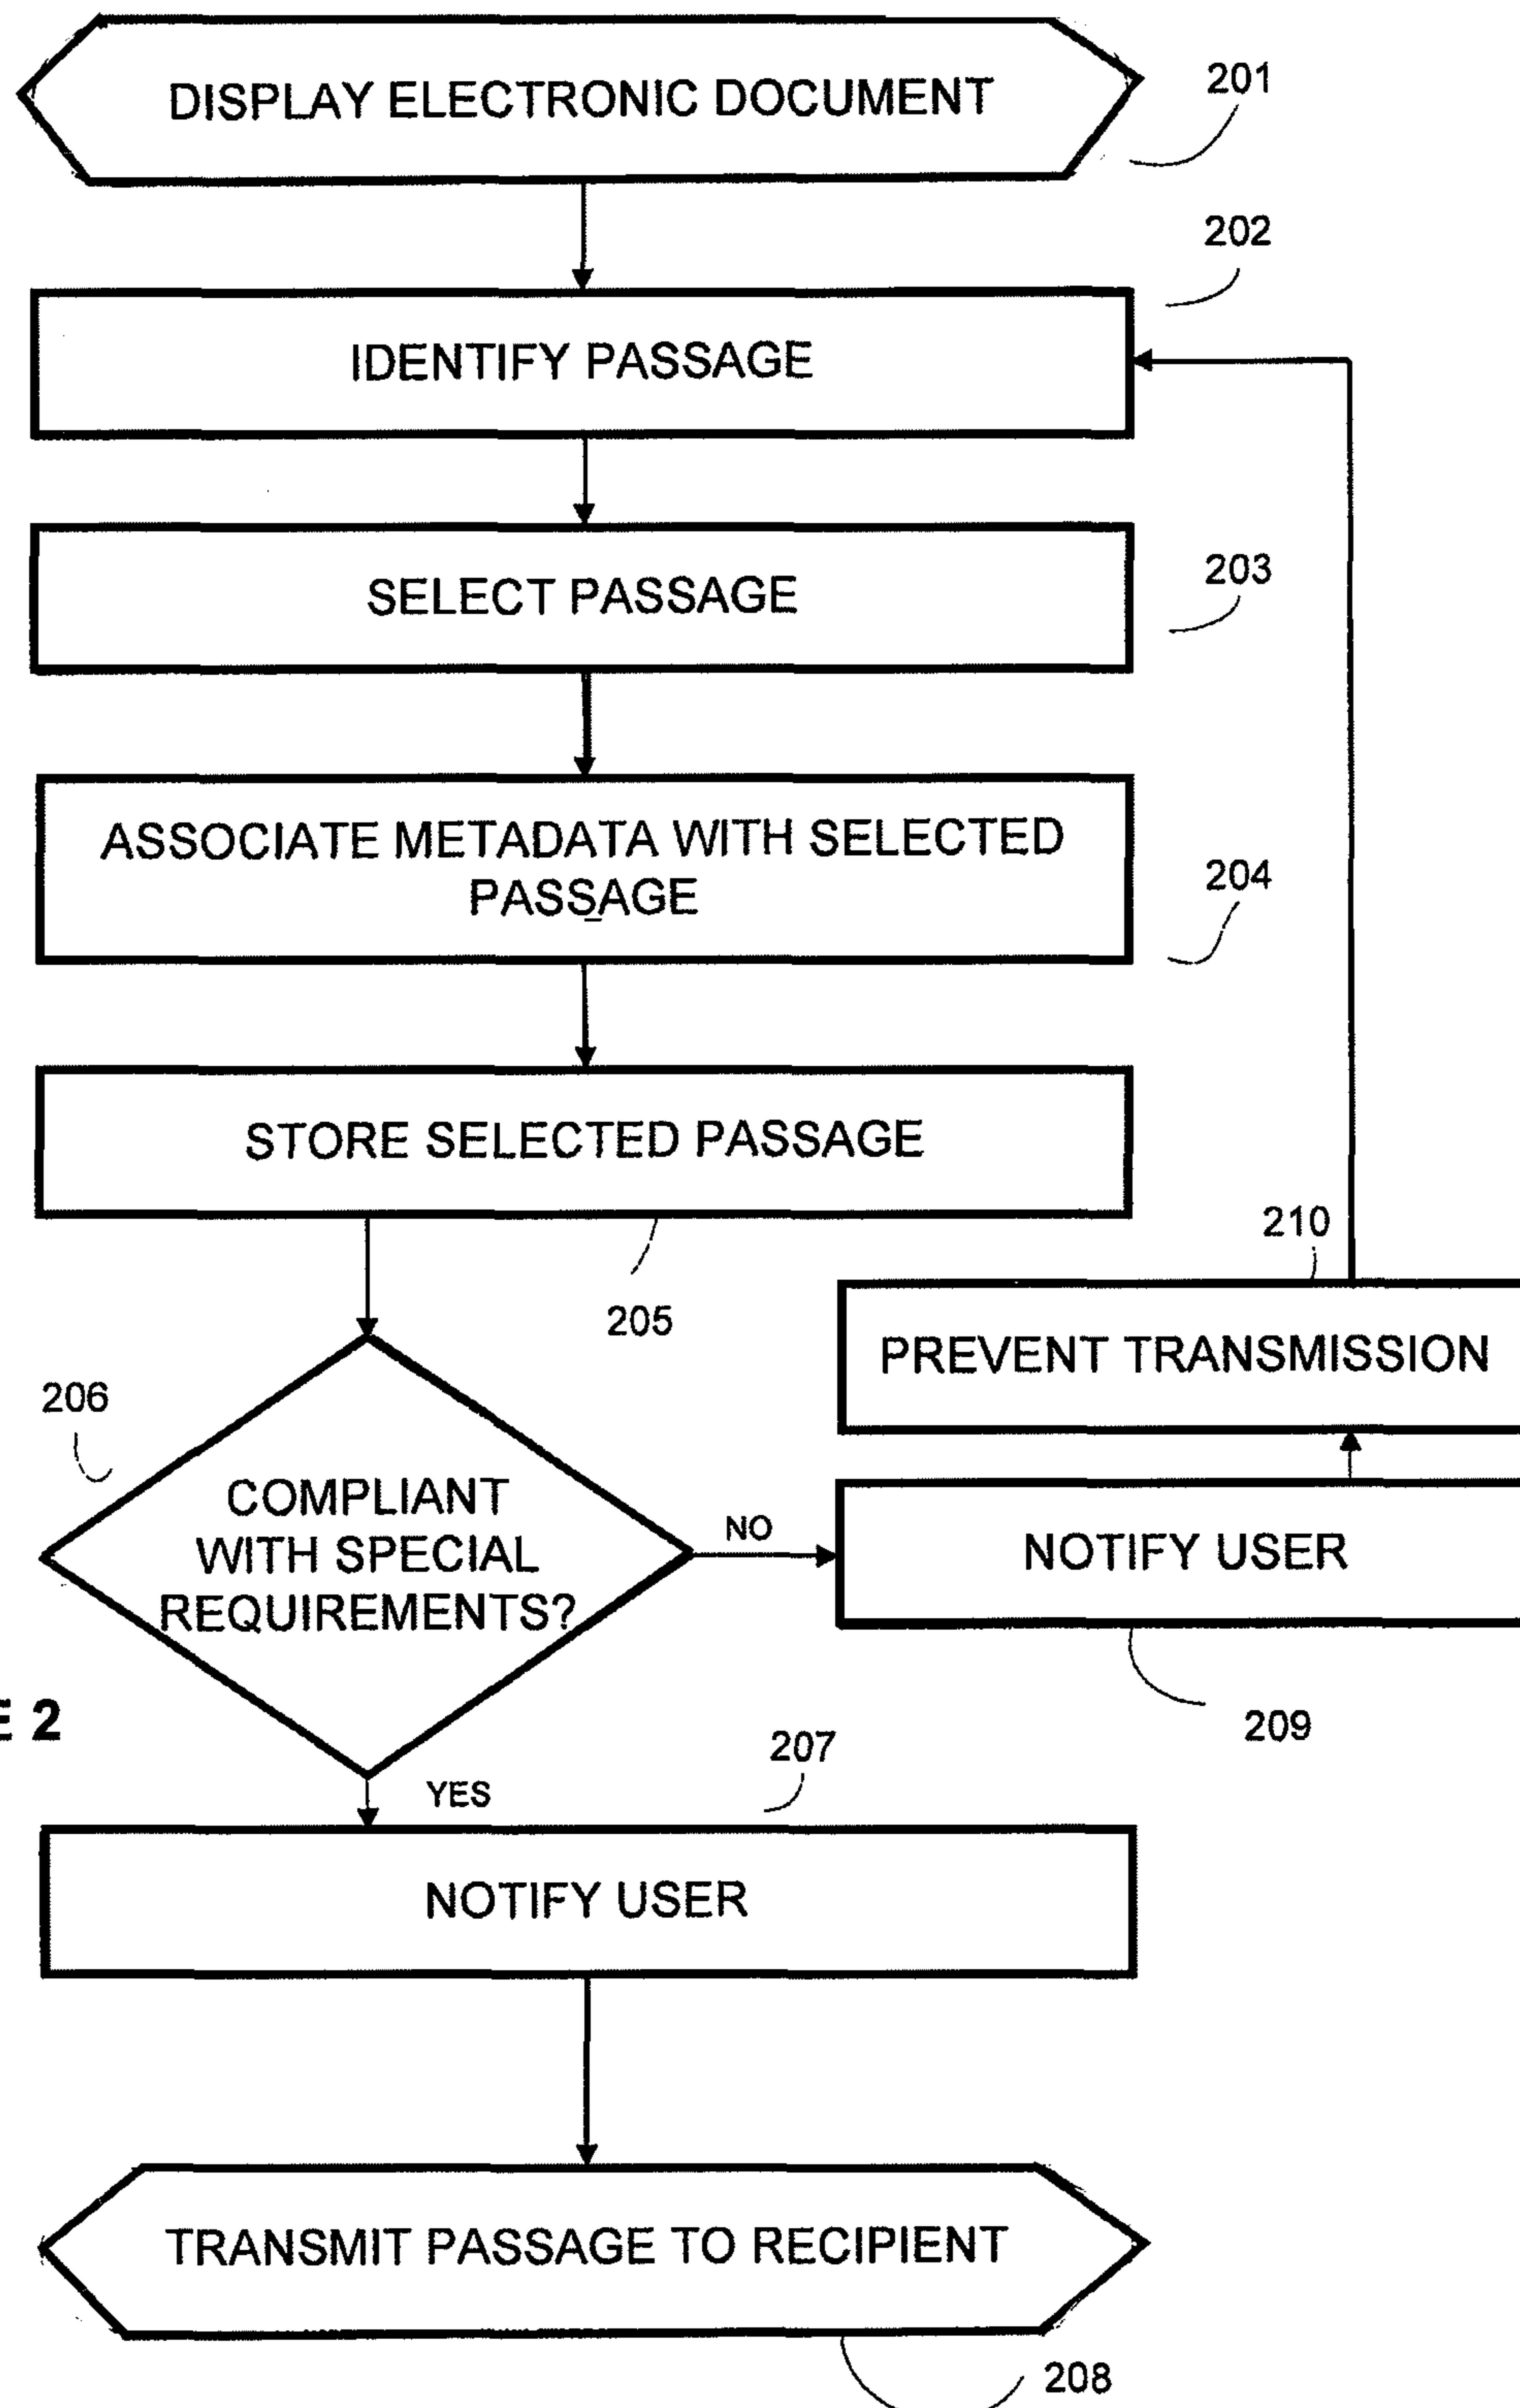 DISPLAY ELECTRONIC DOCUMENT
201
202
IDENTIFY PASSAGE
SELECT PASSAGE
203
ASSOCIATE METADATA WITH SELECTED
PASSAGE
204
STORE SELECTED PASSAGE
205
210
PREVENT TRANSMISSION
206
COMPLIANT
WITH SPECIAL
REQUIREMENTS?
NO
NOTIFY USER
209
E 2
YES
207
NOTIFY USER
TRANSMIT PASSAGE TO RECIPIENT
208